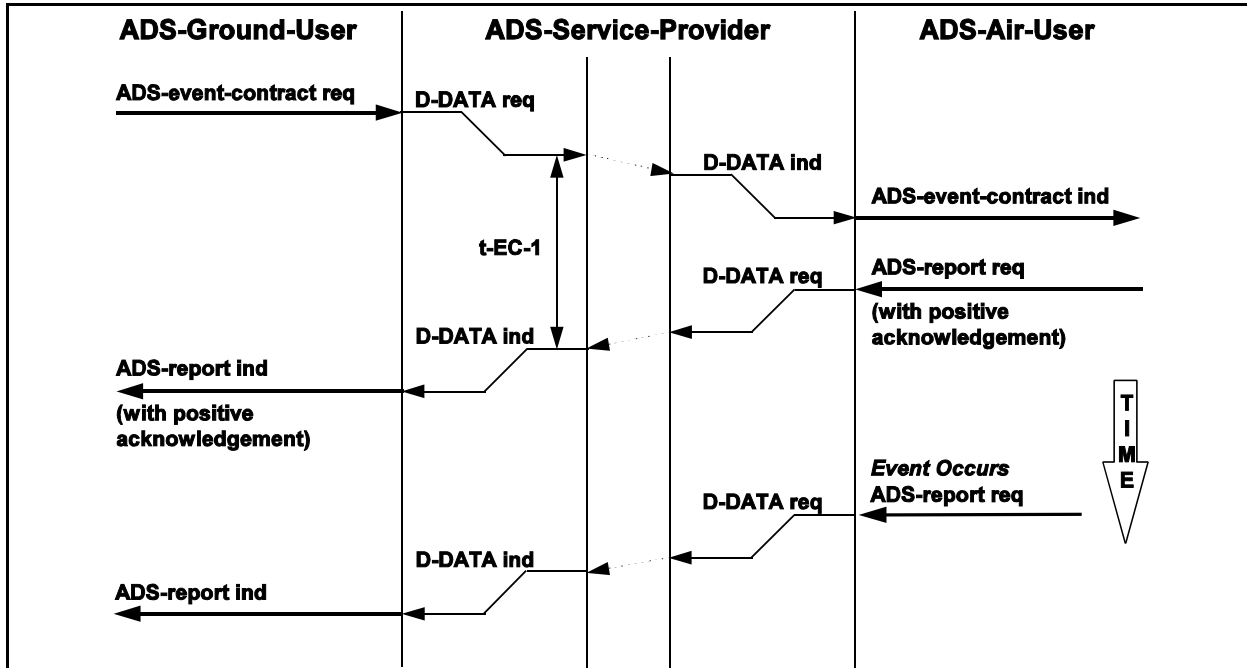 ADS-Ground-User
ADS-Service-Provider
ADS-Air-User
ADS-event-contract req
D-DATA req
D-DATA ind
ADS-event-contract ind
t-EC-1
ADS-report req
(with positive
acknowledgement)
D-DATA req
D-DATA ind
ADS-report ind
(with positive
acknowledgement)
TIME
Event Occurs
ADS-report req
D-DATA req
D-DATA ind
ADS-report ind